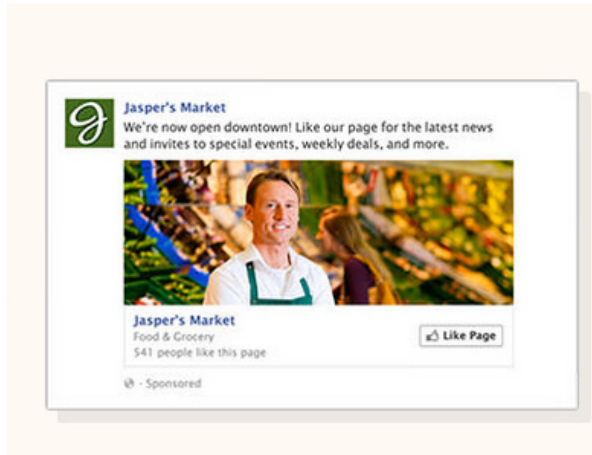 Jasper's Market
We're now open downtown! Like our page for the latest news
and invites to special events, weekly deals, and more.
Jasper's Market
Food & Grocery
541 people like this page
Like Page
- Sponsored